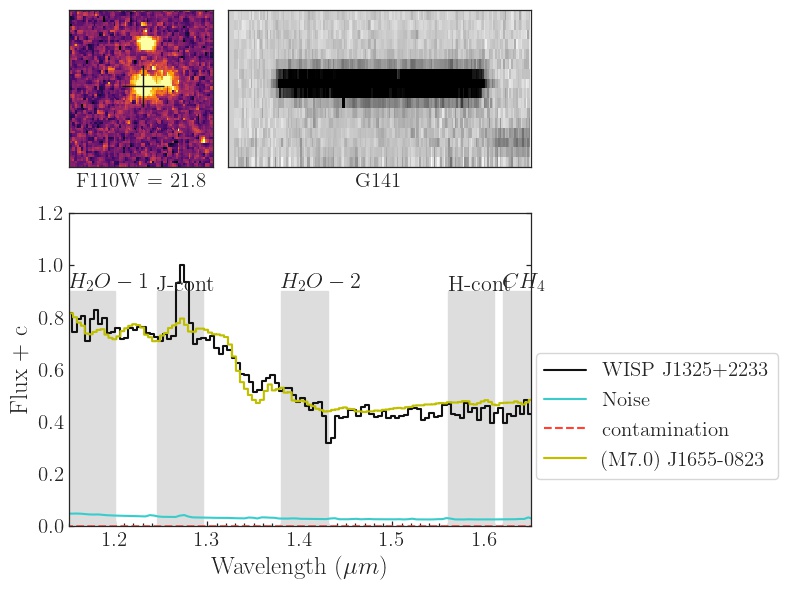 F110W = 21.8
G141
1.2
1.0
0.8
0.6
0.4
0.2
0.0
Flux + c
H₂O − 1
J-cont
H₂O − 2
H-cont
CH₄
1.2 1.3 1.4 1.5 1.6
Wavelength (μm)
WISP J1325+2233
Noise
contamination
(M7.0) J1655-0823